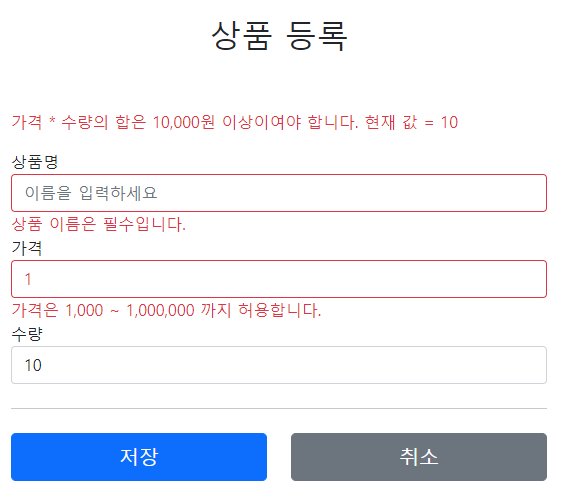 상품 등록
가격 * 수량의 합은 10,000원 이상이여야 합니다. 현재 값 = 10
상품명
이름을 입력하세요
상품 이름은 필수입니다.
가격
1
가격은 1,000 ~ 1,000,000 까지 허용합니다.
수량
10
저장 취소